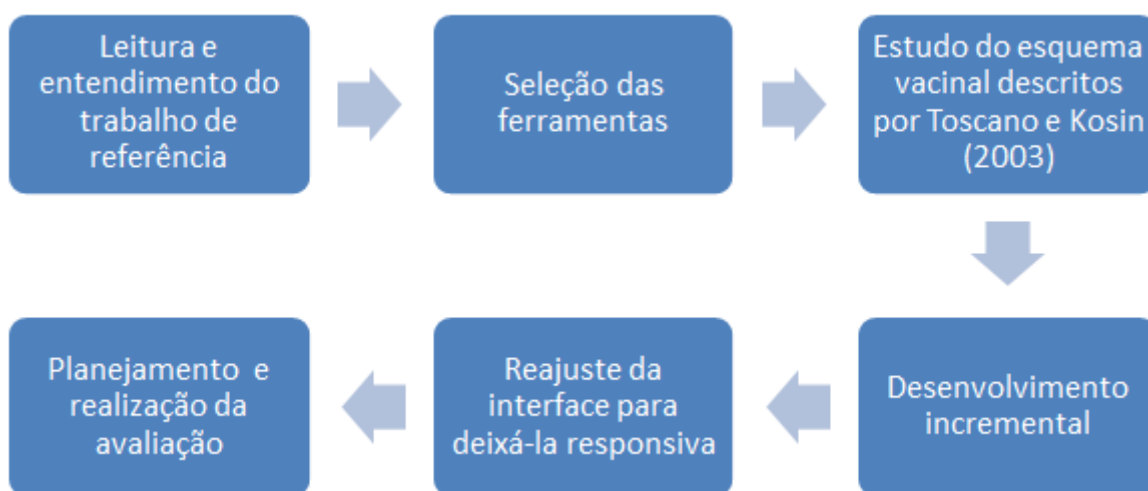 Leitura e
entendimento do
trabalho de
referência
Seleção das
ferramentas
Estudo do esquema
vacinal descritos
por Toscano e Kosin
(2003)
Desenvolvimento
incremental
Reajuste da
interface para
deixá-la responsiva
Planejamento e
realização da
avaliação